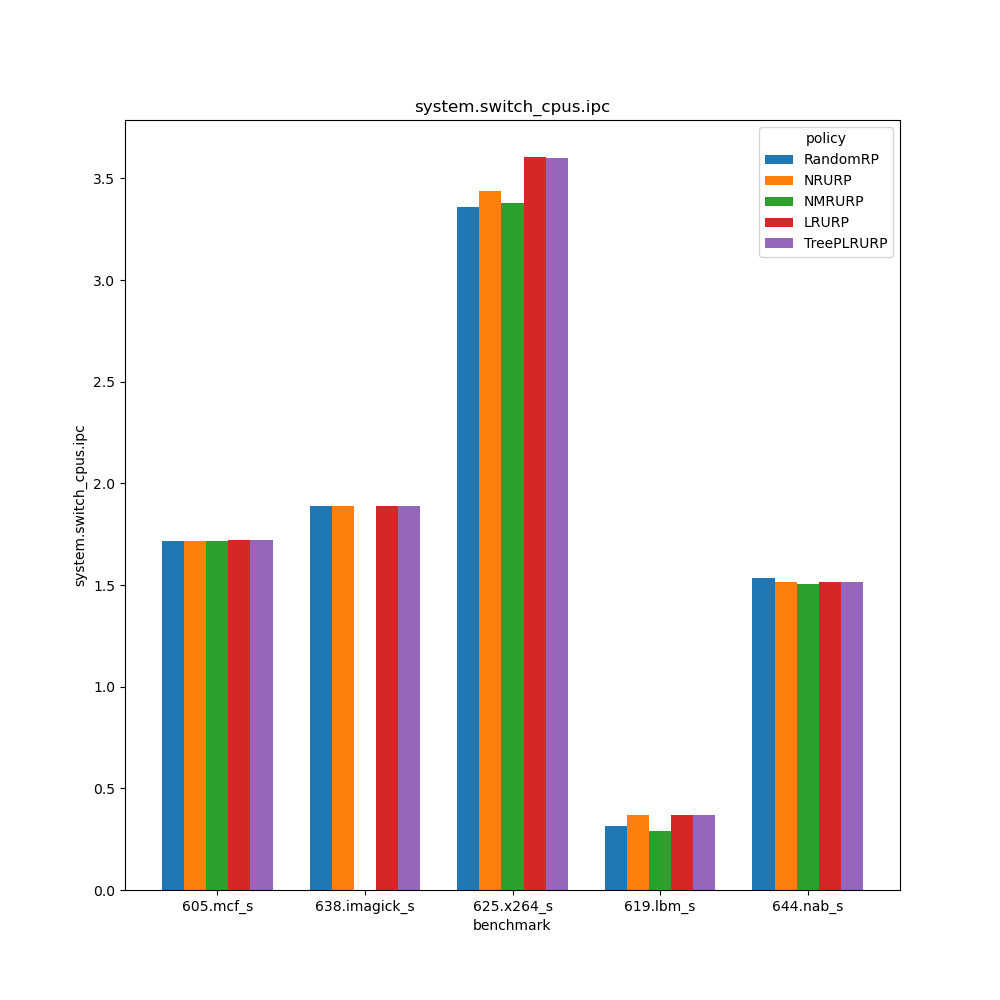 system.switch_cpus.ipc
policy
RandomRP
NRURP
NMRURP
LRURP
TreePLRURP
system.switch_cpus.ipc
3.5
3.0
2.5
2.0
1.5
1.0
0.5
0.0
605.mcf_s 638.imagick_s 625.x264_s 619.lbm_s 644.nab_s
benchmark